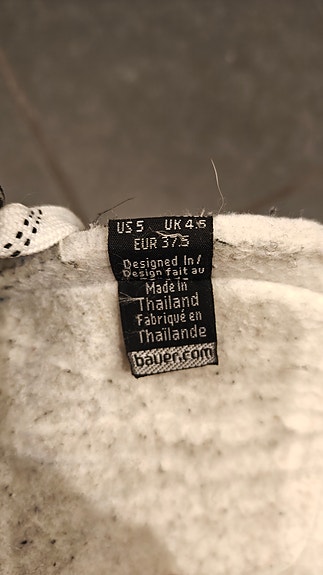 US 5 UK 4.5
EUR 37.5
Designed In/
Design fait au
Made in
Thailand
Fabriqué en
Thaïlande
bauer.com